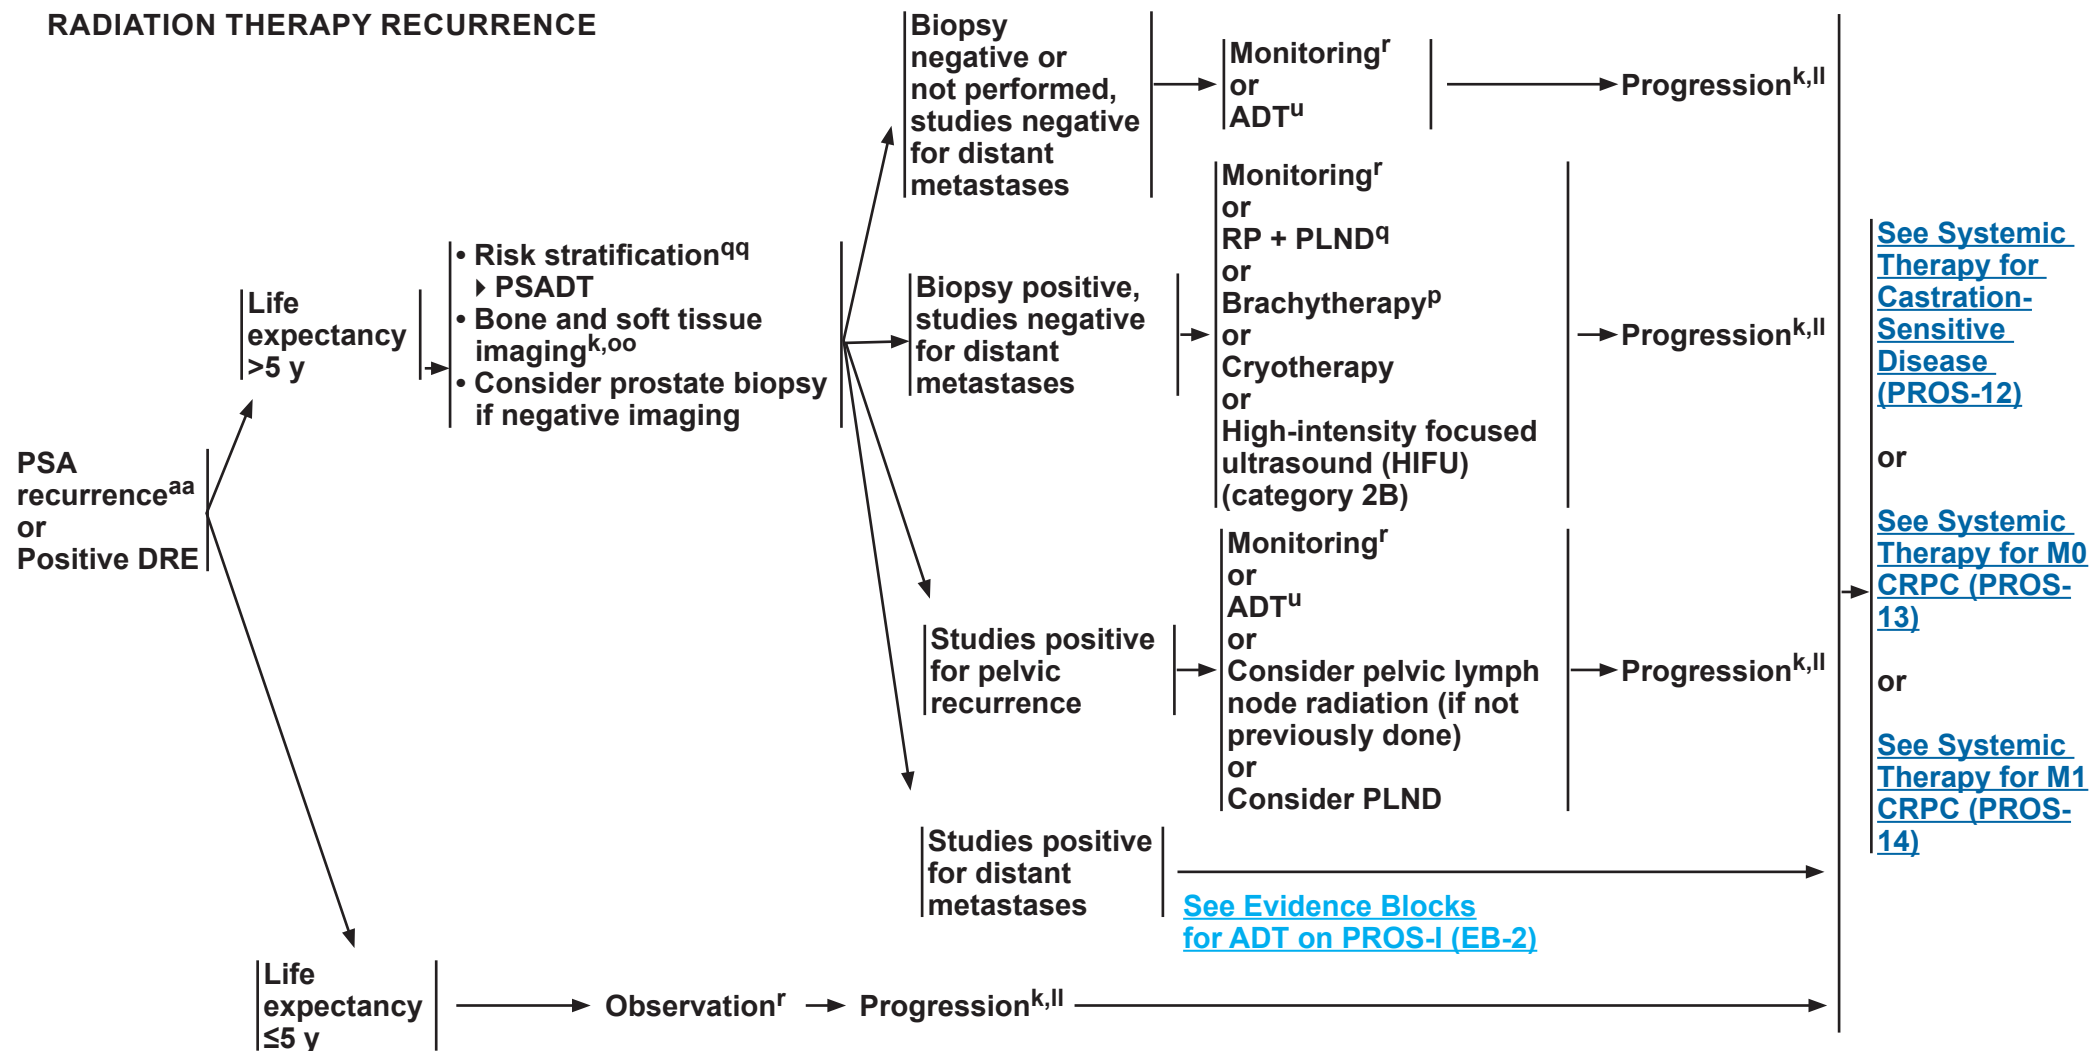 RADIATION THERAPY RECURRENCE
PSA
recurrenceaa
or
Positive DRE
Life
expectancy
>5 y
• Risk stratificationqq
▸ PSADT
• Bone and soft tissue
imagingk,oo
• Consider prostate biopsy
if negative imaging
Biopsy
negative or
not performed,
studies negative
for distant
metastases
Monitoringr
or
ADTu
Progressionk,ll
Biopsy positive,
studies negative
for distant
metastases
Monitoringr
or
RP + PLNDq
or
Brachytherapyp
or
Cryotherapy
or
High-intensity focused
ultrasound (HIFU)
(category 2B)
Progressionk,ll
Studies positive
for pelvic
recurrence
Monitoringr
or
ADTu
or
Consider pelvic lymph
node radiation (if not
previously done)
or
Consider PLND
Progressionk,ll
Studies positive
for distant
metastases
See Evidence Blocks
for ADT on PROS-I (EB-2)
Life
expectancy
≤5 y
Observationr
Progressionk,ll
See Systemic
Therapy for
Castration-
Sensitive
Disease
(PROS-12)
or
See Systemic
Therapy for M0
CRPC (PROS-
13)
or
See Systemic
Therapy for M1
CRPC (PROS-
14)